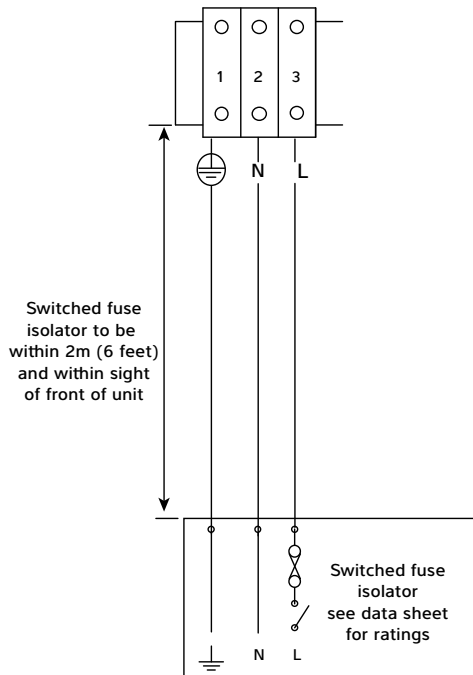 1 2 3
N L
Switched fuse
isolator to be
within 2m (6 feet)
and within sight
of front of unit
Switched fuse
isolator
see data sheet
for ratings
N L